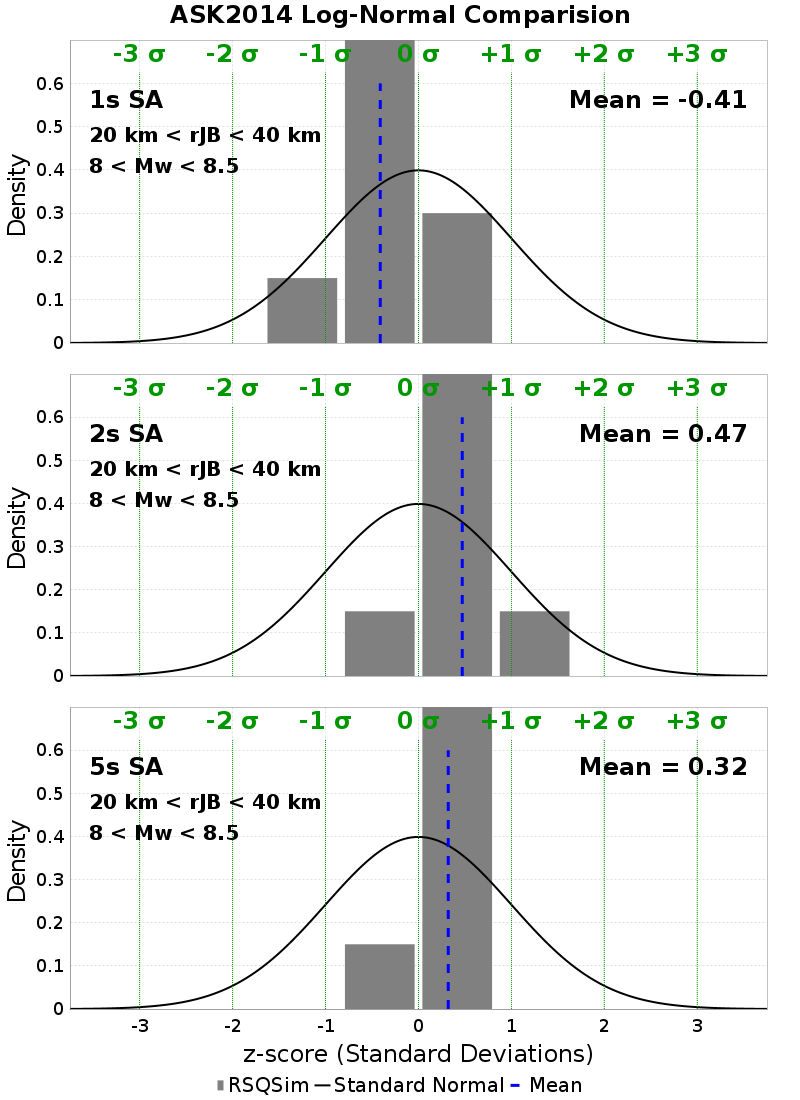 ASK2014 Log-Normal Comparision
-3 σ -2 σ -1 σ 0 σ +1 σ +2 σ +3 σ
0.6
1s SA Mean = -0.41
0.5
20 km < rJB < 40 km
8 < Mw < 8.5
0.4
0.3
0.2
0.1
0
Density
-3 σ -2 σ -1 σ 0 σ +1 σ +2 σ +3 σ
0.6
2s SA Mean = 0.47
0.5
20 km < rJB < 40 km
8 < Mw < 8.5
0.4
0.3
0.2
0.1
0
Density
-3 σ -2 σ -1 σ 0 σ +1 σ +2 σ +3 σ
0.6
5s SA Mean = 0.32
0.5
20 km < rJB < 40 km
8 < Mw < 8.5
0.4
0.3
0.2
0.1
0
Density
-3 -2 -1 0 1 2 3
z-score (Standard Deviations)
RSQSim Standard Normal Mean